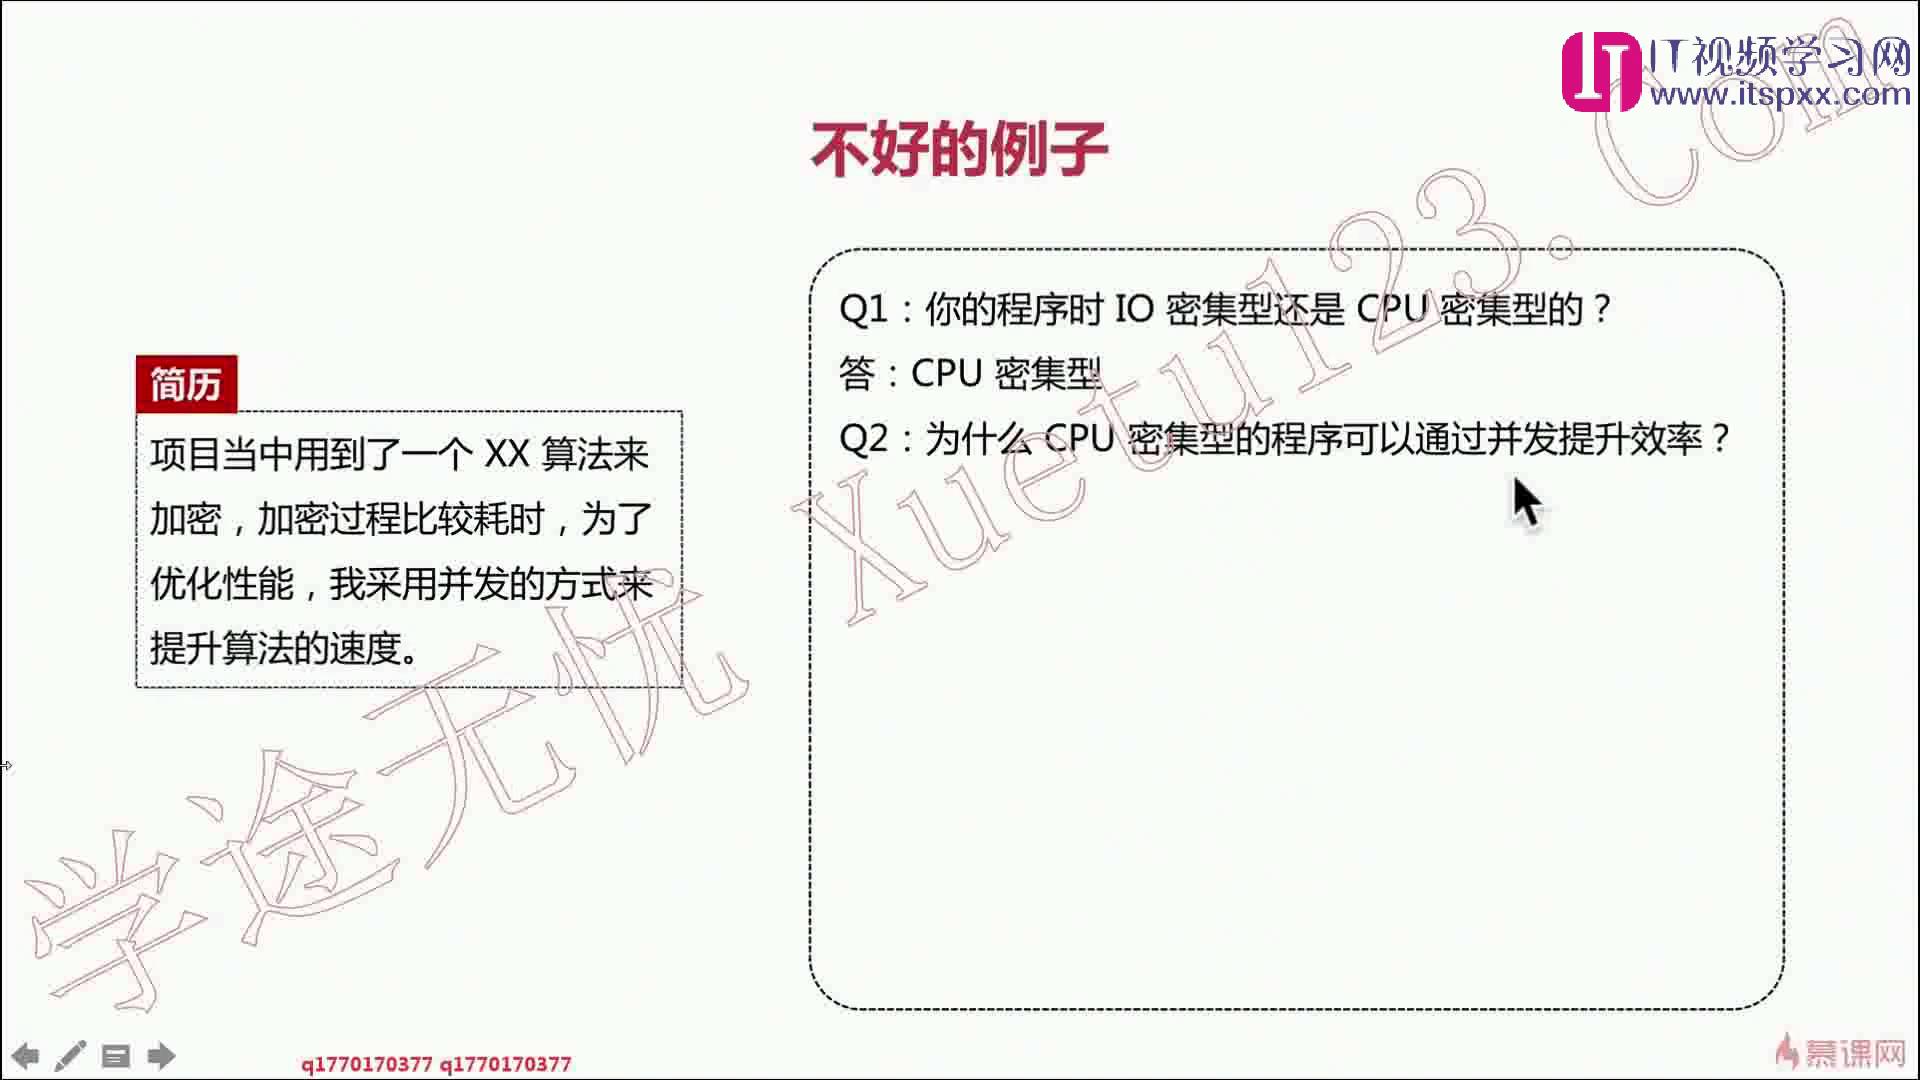 IT视频学习网
www.itspxx.com
不好的例子
简历
项目当中用到了一个 XX 算法来
加密，加密过程比较耗时，为了
优化性能，我采用并发的方式来
提升算法的速度。
Q1：你的程序时 IO 密集型还是 CPU 密集型的？
答：CPU 密集型
Q2：为什么 CPU 密集型的程序可以通过并发提升效率？
学途无忧 Xuetu123.Com
q1770170377 q1770170377
慕课网